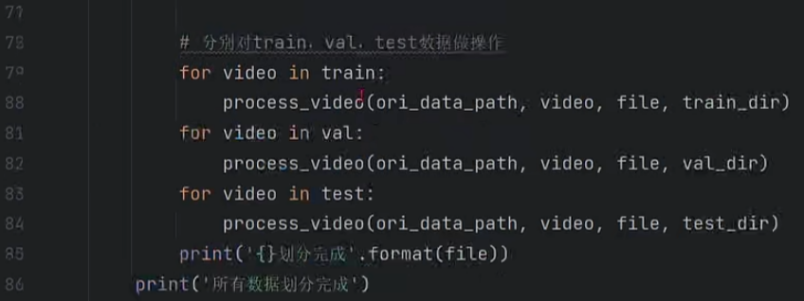 77
78 # 分别对train、val、test数据做操作
79 for video in train:
80 process_video(ori_data_path, video, file, train_dir)
81 for video in val:
82 process_video(ori_data_path, video, file, val_dir)
83 for video in test:
84 process_video(ori_data_path, video, file, test_dir)
85 print('{}划分完成'.format(file))
86 print('所有数据划分完成')